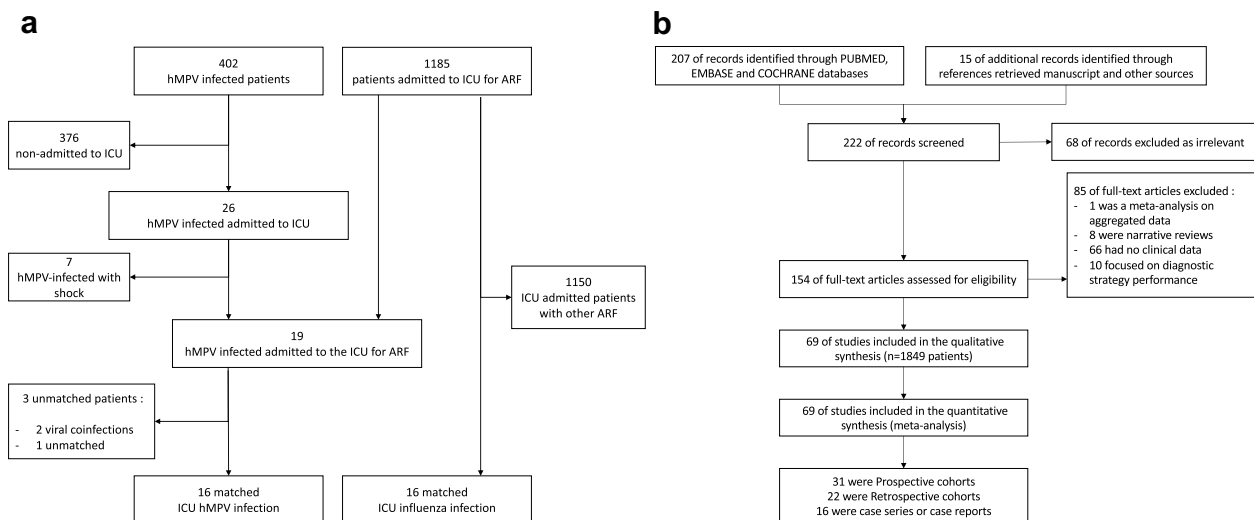 a
402
hMPV infected patients
1185
patients admitted to ICU for ARF
376
non-admitted to ICU
26
hMPV infected admitted to ICU
7
hMPV-infected with
shock
1150
ICU admitted patients
with other ARF
19
hMPV infected admitted to the ICU for ARF
3 unmatched patients :
- 2 viral coinfections
- 1 unmatched
16 matched
ICU hMPV infection
16 matched
ICU influenza infection
b
207 of records identified through PUBMED,
EMBASE and COCHRANE databases
15 of additional records identified through
references retrieved manuscript and other sources
222 of records screened
68 of records excluded as irrelevant
85 of full-text articles excluded :
- 1 was a meta-analysis on
aggregated data
- 8 were narrative reviews
- 66 had no clinical data
- 10 focused on diagnostic
strategy performance
154 of full-text articles assessed for eligibility
69 of studies included in the qualitative
synthesis (n=1849 patients)
69 of studies included in the quantitative
synthesis (meta-analysis)
31 were Prospective cohorts
22 were Retrospective cohorts
16 were case series or case reports